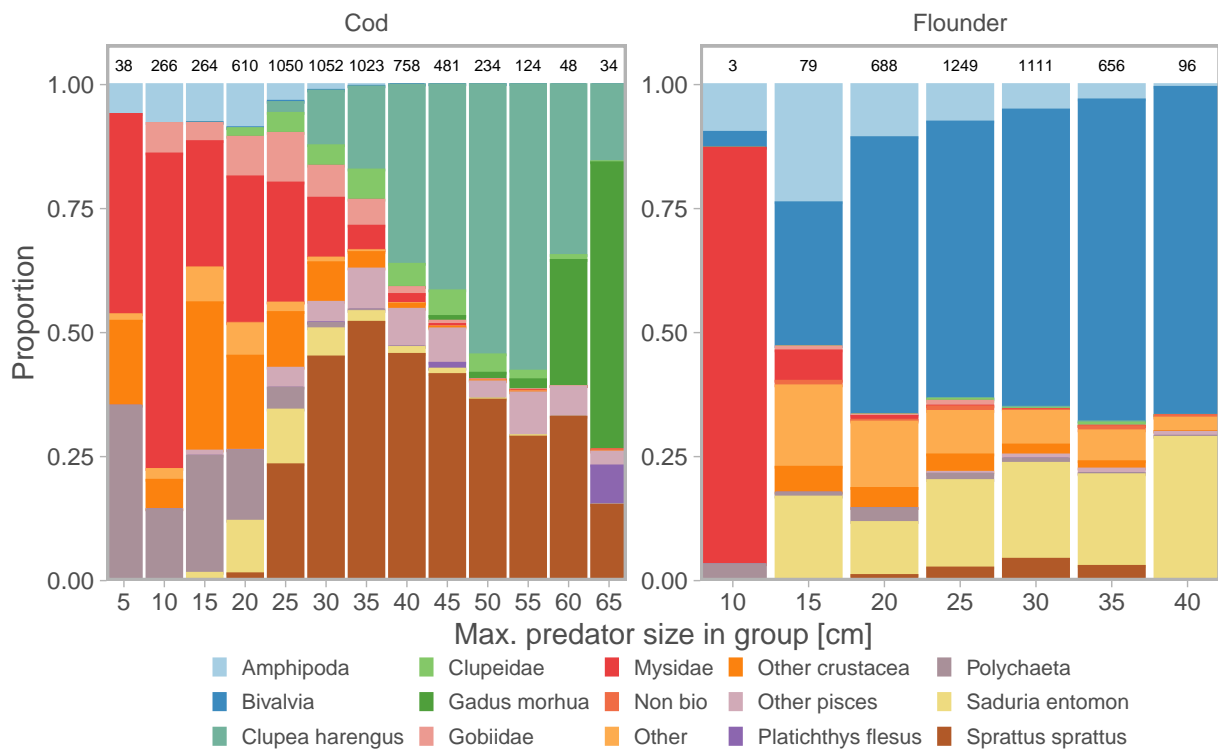 Cod
Flounder
38 266 264 610 1050 1052 1023 758 481 234 124 48 34
3 79 688 1249 1111 656 96
Proportion
1.00
0.75
0.50
0.25
0.00
1.00
0.75
0.50
0.25
0.00
5 10 15 20 25 30 35 40 45 50 55 60 65
10 15 20 25 30 35 40
Max. predator size in group [cm]
Amphipoda Clupeidae Mysidae Other crustacea Polychaeta
Bivalvia Gadus morhua Non bio Other pisces Saduria entomon
Clupea harengus Gobiidae Other Platichthys flesus Sprattus sprattus